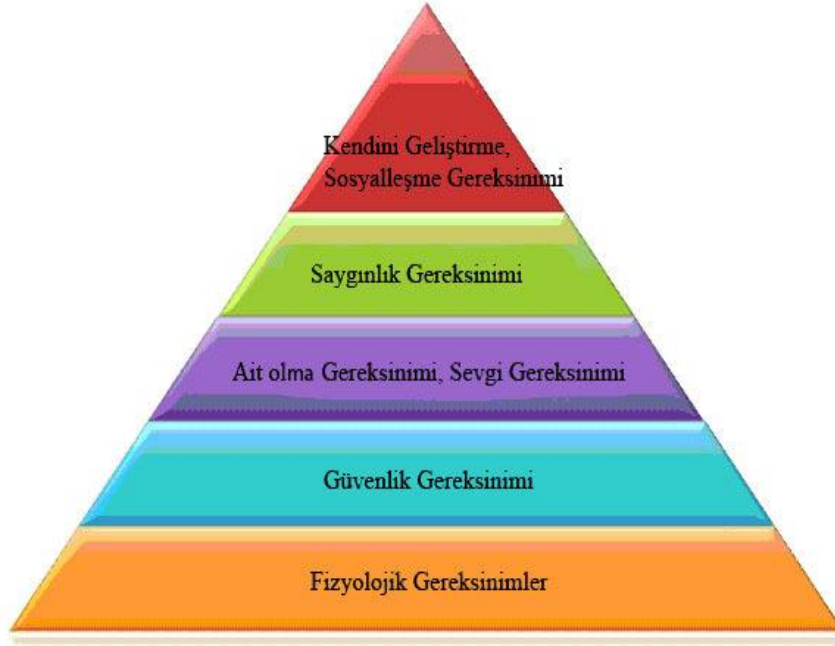 Kendini Geliştirme,
Sosyalleşme Gereksinimi
Saygınlık Gereksinimi
Ait olma Gereksinimi, Sevgi Gereksinimi
Güvenlik Gereksinimi
Fizyolojik Gereksinimler